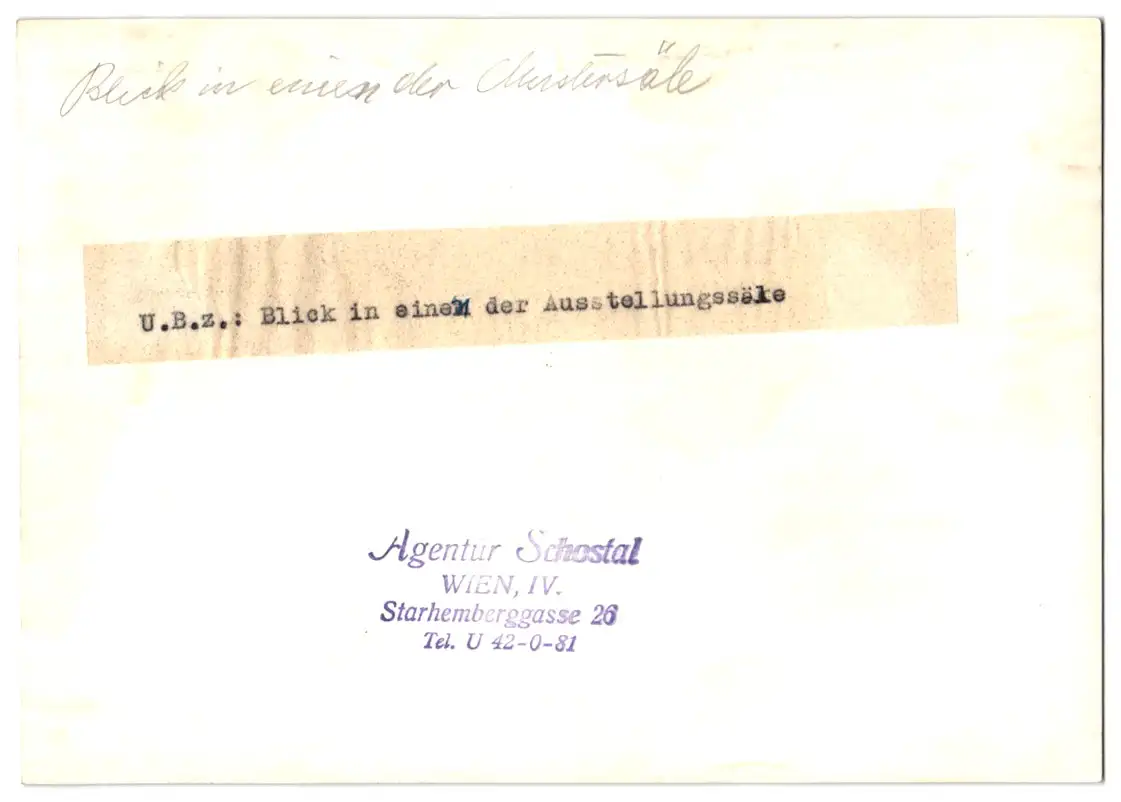 Blick in einen der Mustersäle
U.B.z.: Blick in einen der Ausstellungssäle
Agentur Schostal
WIEN, IV.
Starhemberggasse 26
Tel. U 42-0-81